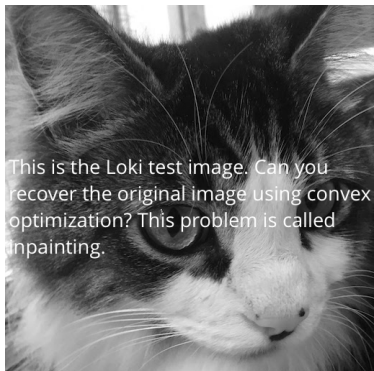 This is the Loki test image. Can you
recover the original image using convex
optimization? This problem is called
inpainting.